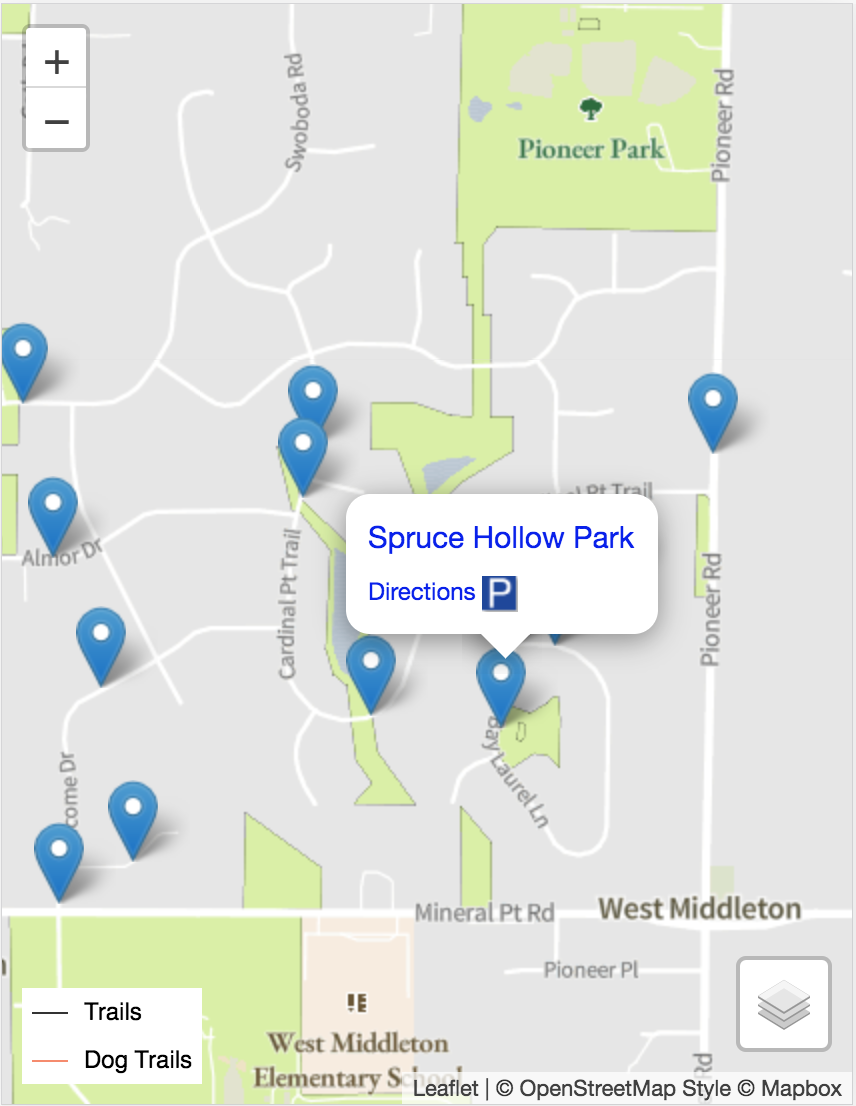 +
−
Swoboda Rd
Pioneer Rd
Pioneer Park
Pt Trail
Spruce Hollow Park
Directions P
Almor Dr
Cardinal Pt Trail
Pioneer Rd
Bay Laurel Ln
come Dr
Mineral Pt Rd
West Middleton
Pioneer Pl
Trails
Dog Trails
West Middleton
Elementary School
Rd
Leaflet | © OpenStreetMap Style © Mapbox